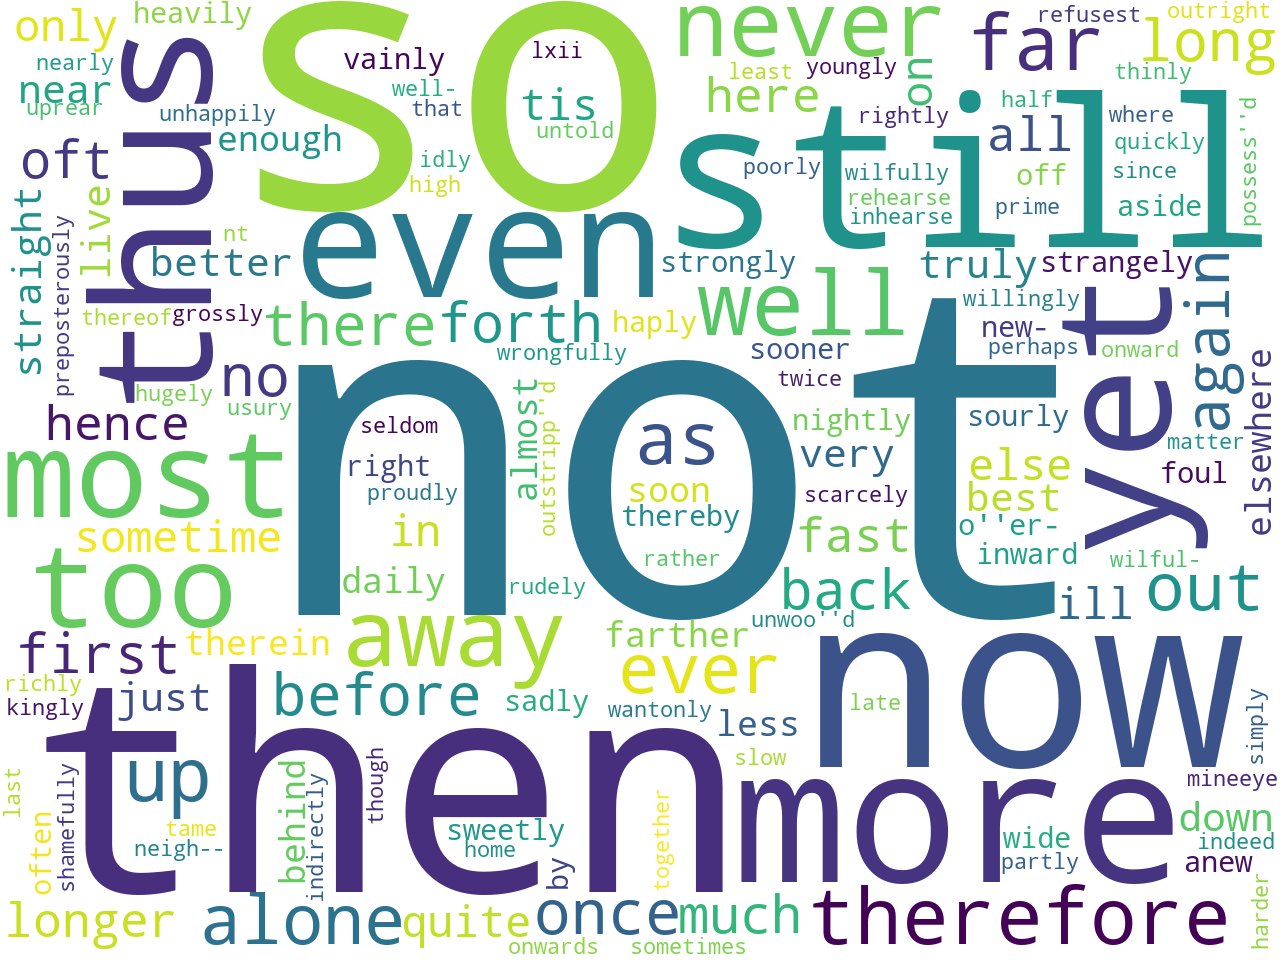 only
heavily
so
never
far
refusest
outright
long
thus
vainly
lxii
nearly
near
uprear
unhappily
well-
that
tis
untold
least
youngly
here
on
thinly
still
half
all
where
quickly
rightly
possess''d
oft
enough
idly
high
poorly
wilfully
rehearse
inhearse
off
prime
since
aside
straight
preposterously
live
nt
better
even
strongly
truly
strangely
again
thereof
grossly
there
forth
haply
well
willingly
new-
perhaps
onward
yet
wrongfully
sooner
twice
no
hugely
usury
hence
not
seldom
right
proudly
almost
outstripp''d
as
soon
thereby
rather
nightly
very
scarcely
sourly
else
best
o''er-
inward
matter
foul
elsewhere
most
sometime
in
fast
wilful-
too
daily
rudely
back
ill
out
unwoo''d
first
therein
away
farther
ever
now
richly
kingly
just
before
sadly
wantonly
less
late
slow
simply
then
up
last
shamefully
often
tame
neigh--
behind
indirectly
though
sweetly
home
by
together
more
mineeye
down
wide
indeed
partly
anew
harder
longer
alone
quite
once
much
therefore
onwards
sometimes